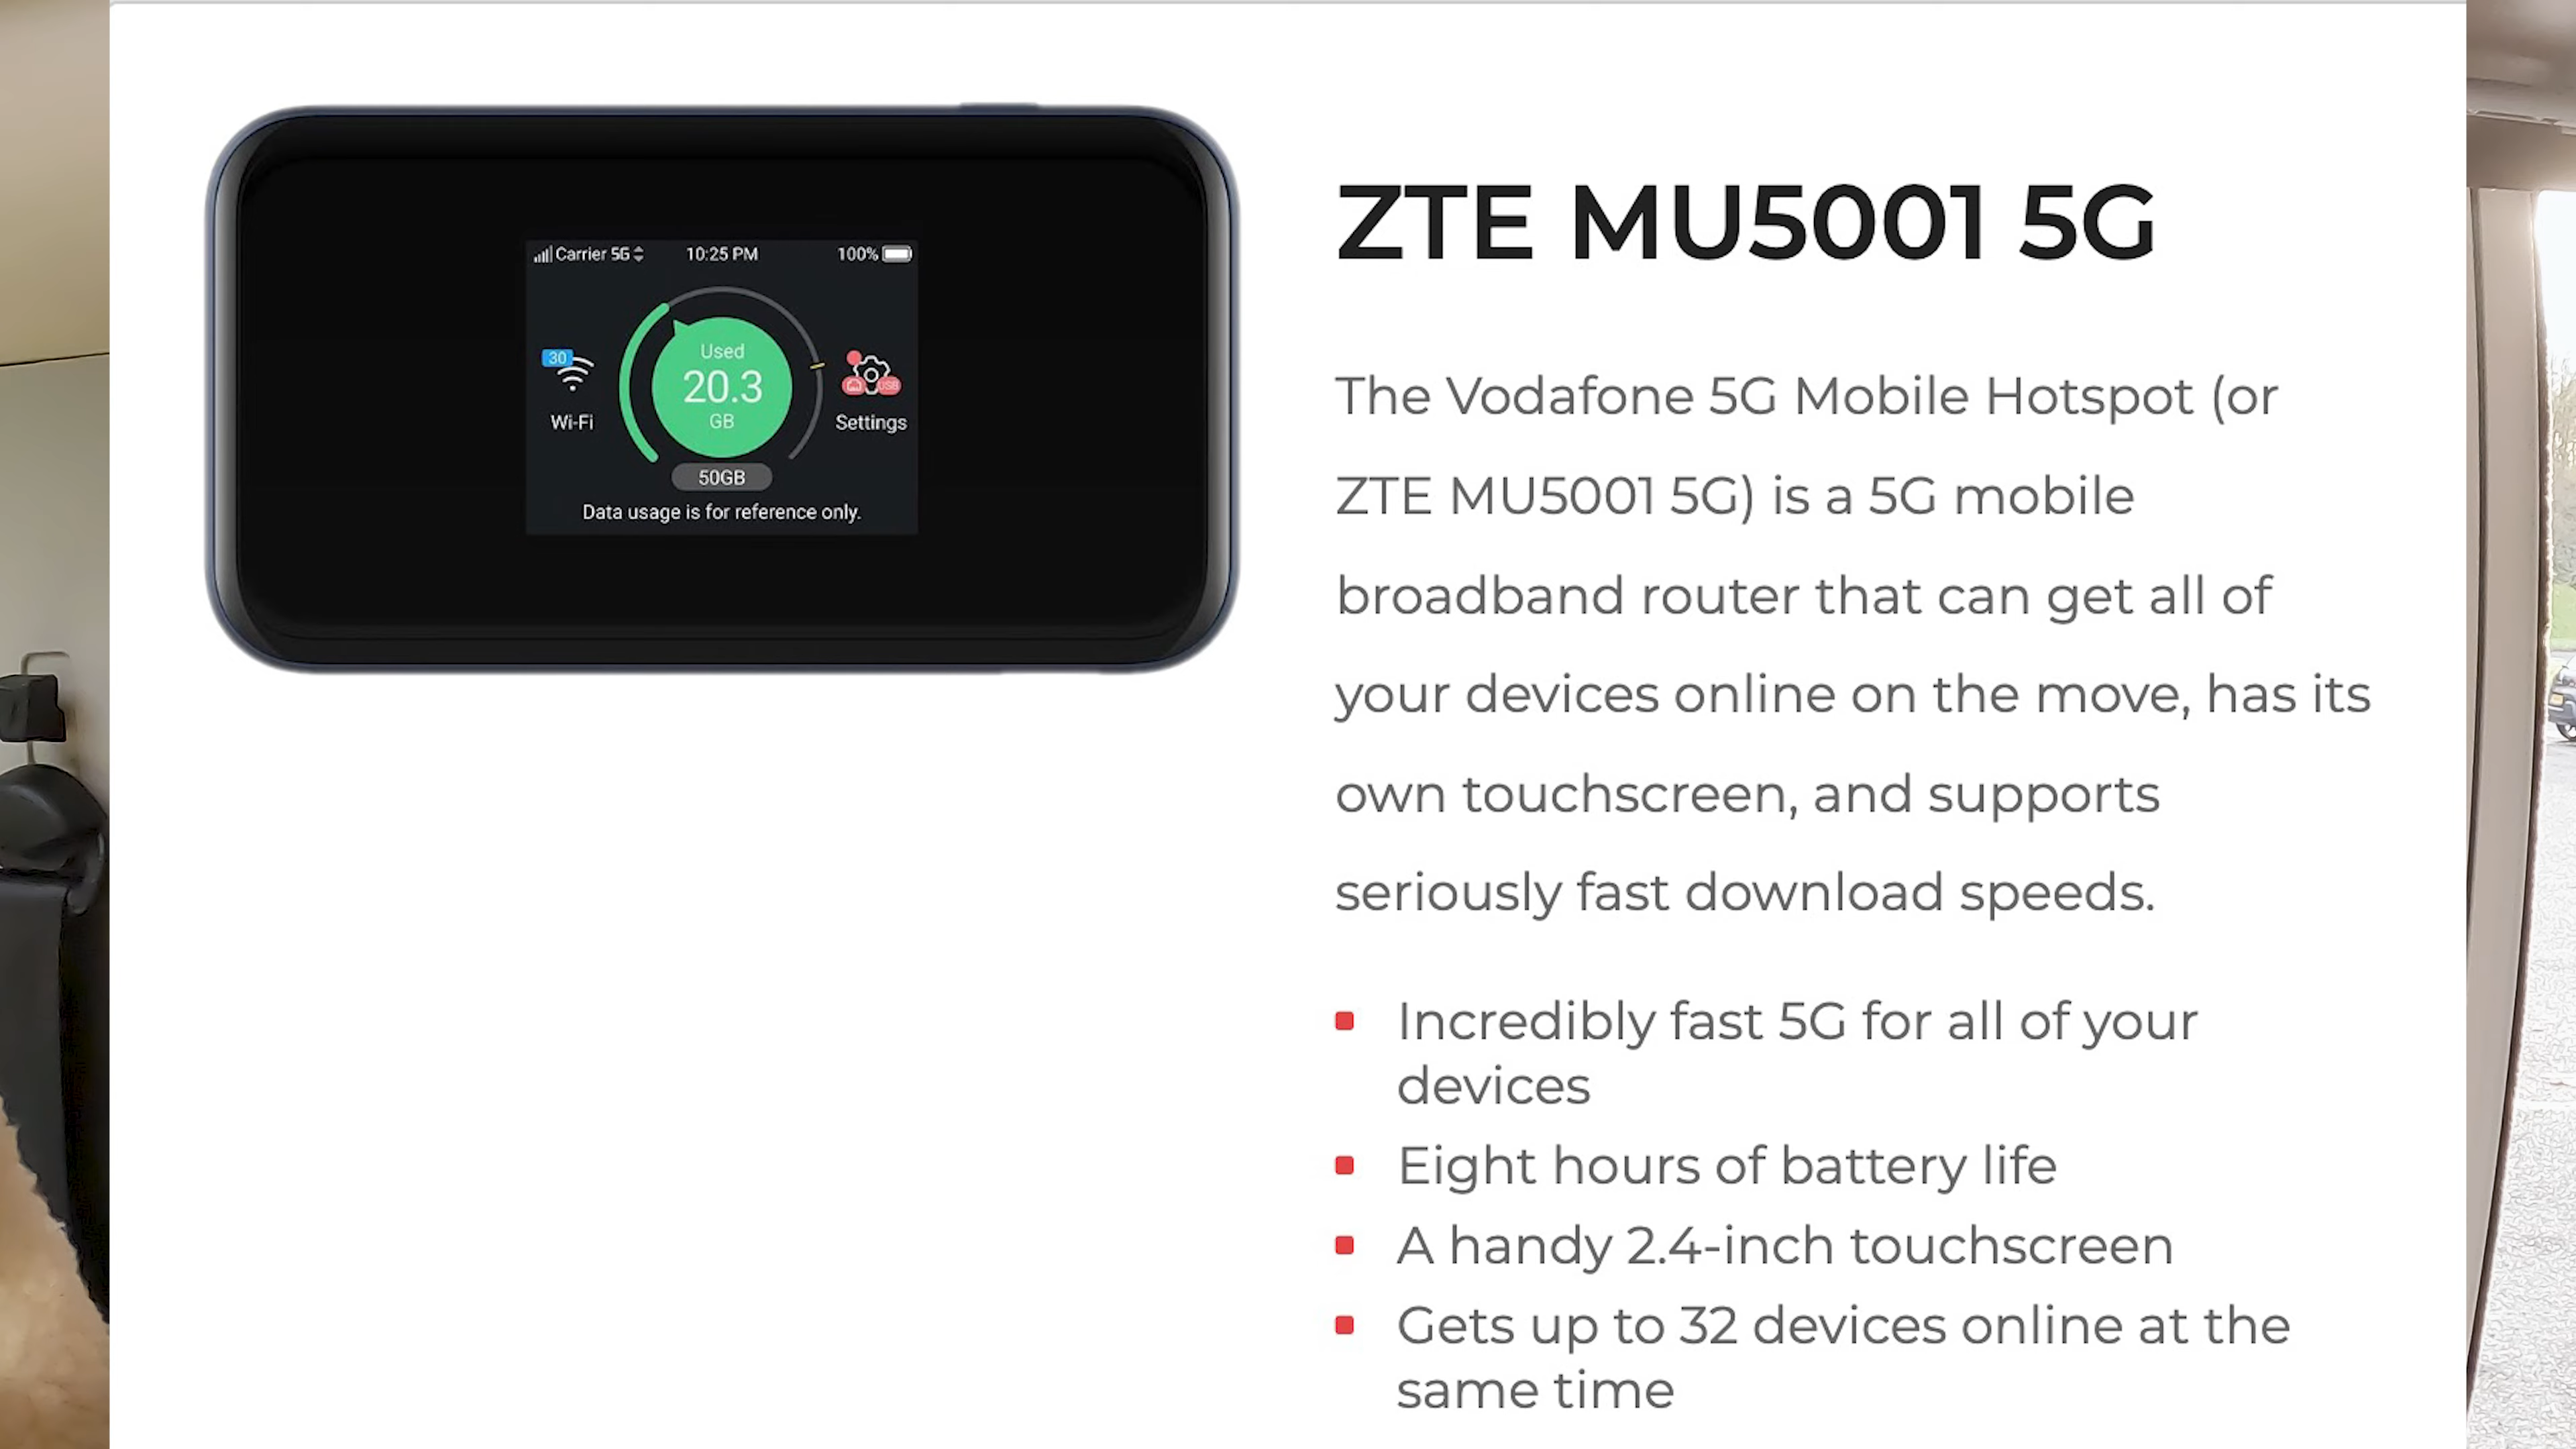 Carrier 5G 10:25 PM 100%
30
Used
20.3
GB
USB
Wi-Fi
Settings
50GB
Data usage is for reference only.
ZTE MU5001 5G
The Vodafone 5G Mobile Hotspot (or
ZTE MU5001 5G) is a 5G mobile
broadband router that can get all of
your devices online on the move, has its
own touchscreen, and supports
seriously fast download speeds.
Incredibly fast 5G for all of your
devices
Eight hours of battery life
A handy 2.4-inch touchscreen
Gets up to 32 devices online at the
same time